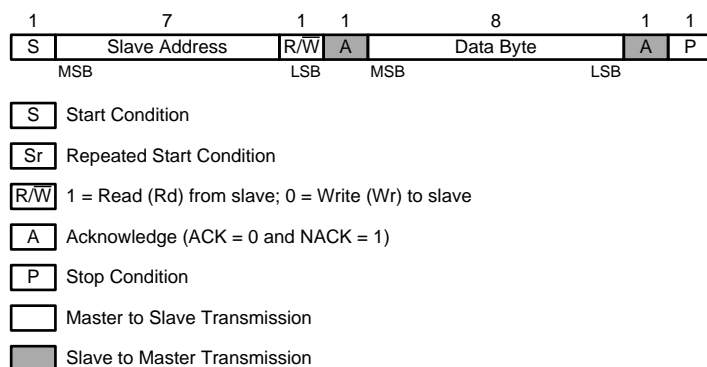 1 7 1 1 8 1 1
S Slave Address R/W̅ A Data Byte A P
MSB LSB MSB LSB
S Start Condition
Sr Repeated Start Condition
R/W̅ 1 = Read (Rd) from slave; 0 = Write (Wr) to slave
A Acknowledge (ACK = 0 and NACK = 1)
P Stop Condition
Master to Slave Transmission
Slave to Master Transmission